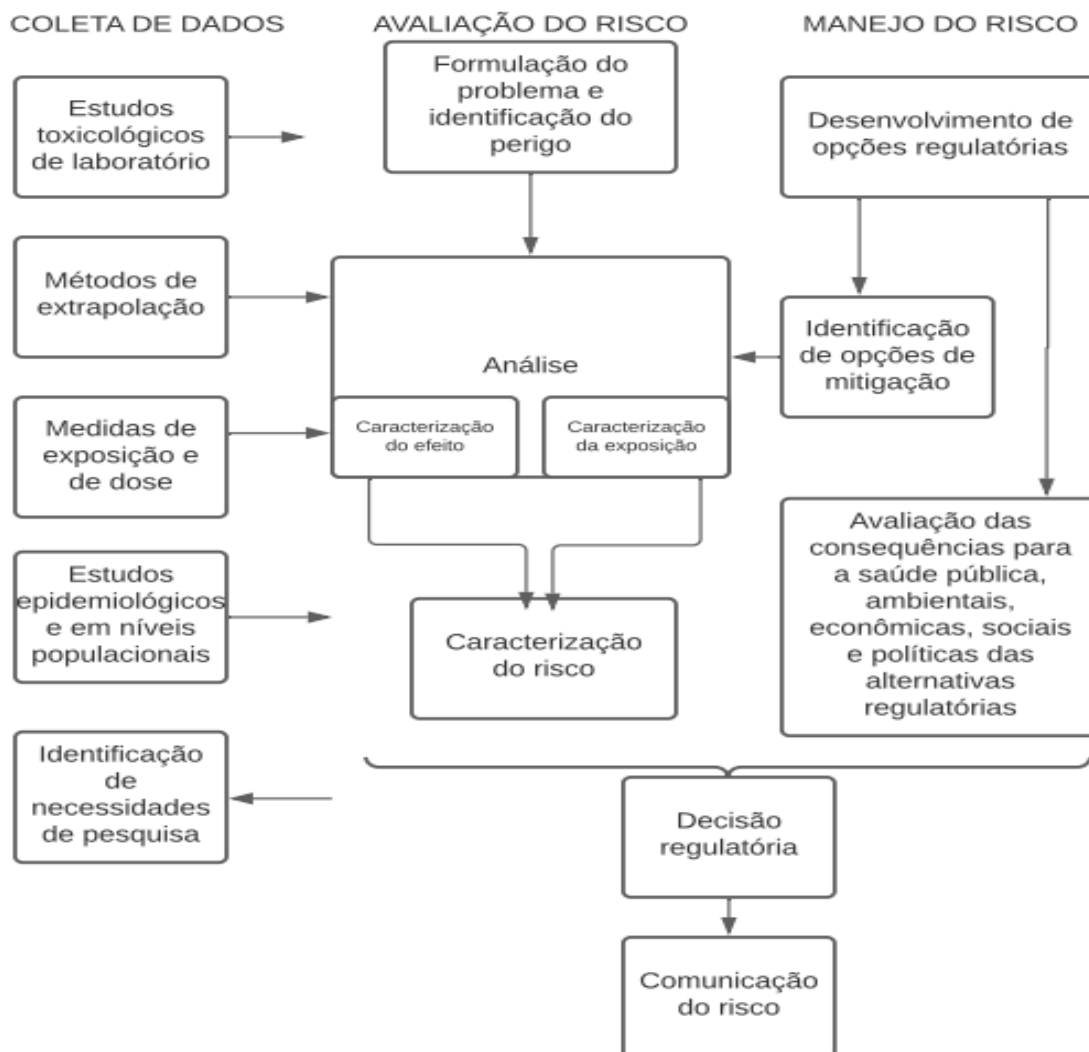 COLETA DE DADOS
AVALIAÇÃO DO RISCO
MANEJO DO RISCO
Estudos
toxicológicos
de laboratório
Métodos de
extrapolação
Medidas de
exposição e
de dose
Estudos
epidemiológicos
e em níveis
populacionais
Identificação
de
necessidades
de pesquisa
Formulação do
problema e
identificação do
perigo
Análise
Caracterização
do efeito
Caracterização
da exposição
Caracterização
do risco
Desenvolvimento de
opções regulatórias
Identificação
de opções de
mitigação
Avaliação das
consequências para
a saúde pública,
ambientais,
econômicas, sociais
e políticas das
alternativas
regulatórias
Decisão
regulatória
Comunicação
do risco